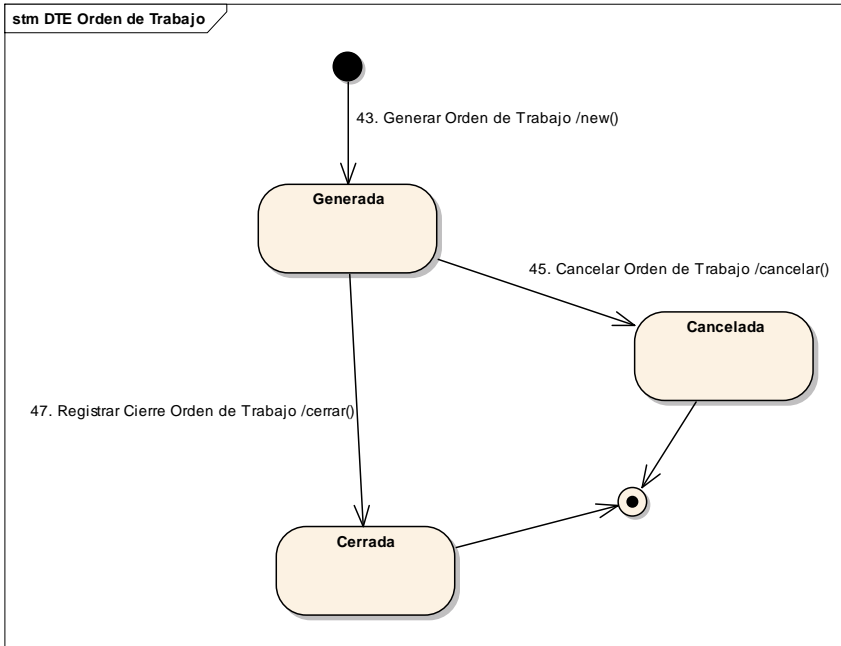 stm DTE Orden de Trabajo
43. Generar Orden de Trabajo /new()
Generada
45. Cancelar Orden de Trabajo /cancelar()
Cancelada
47. Registrar Cierre Orden de Trabajo /cerrar()
Cerrada